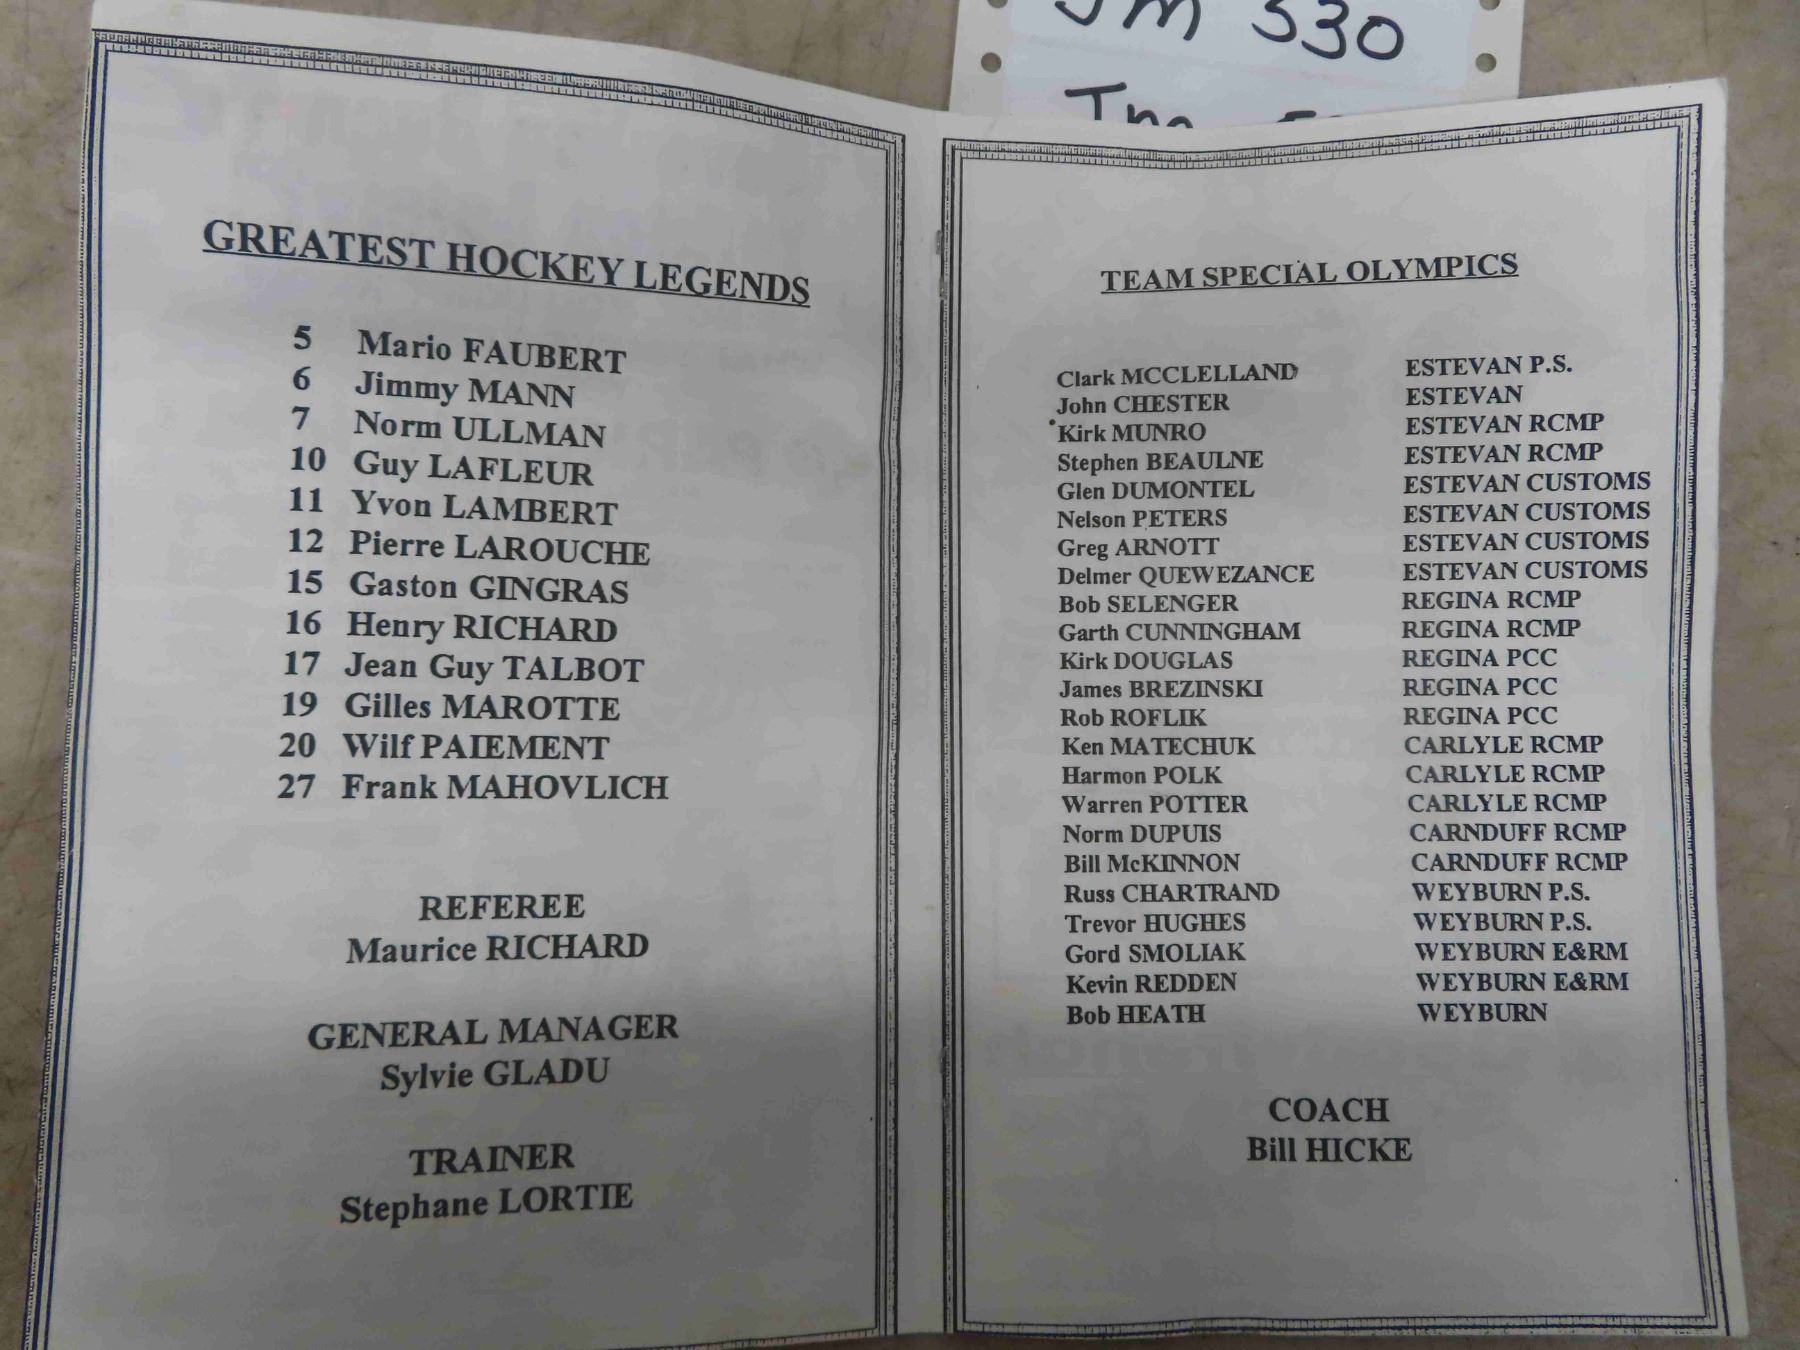 Jm 530
GREATEST HOCKEY LEGENDS
5 Mario FAUBERT
6 Jimmy MANN
7 Norm ULLMAN
10 Guy LAFLEUR
11 Yvon LAMBERT
12 Pierre LAROUCHE
15 Gaston GINGRAS
16 Henry RICHARD
17 Jean Guy TALBOT
19 Gilles MAROTTE
20 Wilf PAIEMENT
27 Frank MAHOVLICH
REFEREE
Maurice RICHARD
GENERAL MANAGER
Sylvie GLADU
TRAINER
Stephane LORTIE
TEAM SPECIAL OLYMPICS
Clark MCCLELLAND ESTEVAN P.S.
John CHESTER ESTEVAN
Kirk MUNRO ESTEVAN RCMP
Stephen BEAULNE ESTEVAN RCMP
Glen DUMONTEL ESTEVAN CUSTOMS
Nelson PETERS ESTEVAN CUSTOMS
Greg ARNOTT ESTEVAN CUSTOMS
Delmer QUEWEZANCE ESTEVAN CUSTOMS
Bob SELENGER REGINA RCMP
Garth CUNNINGHAM REGINA RCMP
Kirk DOUGLAS REGINA PCC
James BREZINSKI REGINA PCC
Rob ROFLIK REGINA PCC
Ken MATECHUK CARLYLE RCMP
Harmon POLK CARLYLE RCMP
Warren POTTER CARLYLE RCMP
Norm DUPUIS CARNDUFF RCMP
Bill McKINNON CARNDUFF RCMP
Russ CHARTRAND WEYBURN P.S.
Trevor HUGHES WEYBURN P.S.
Gord SMOLIAK WEYBURN E&RM
Kevin REDDEN WEYBURN E&RM
Bob HEATH WEYBURN
COACH
Bill HICKE